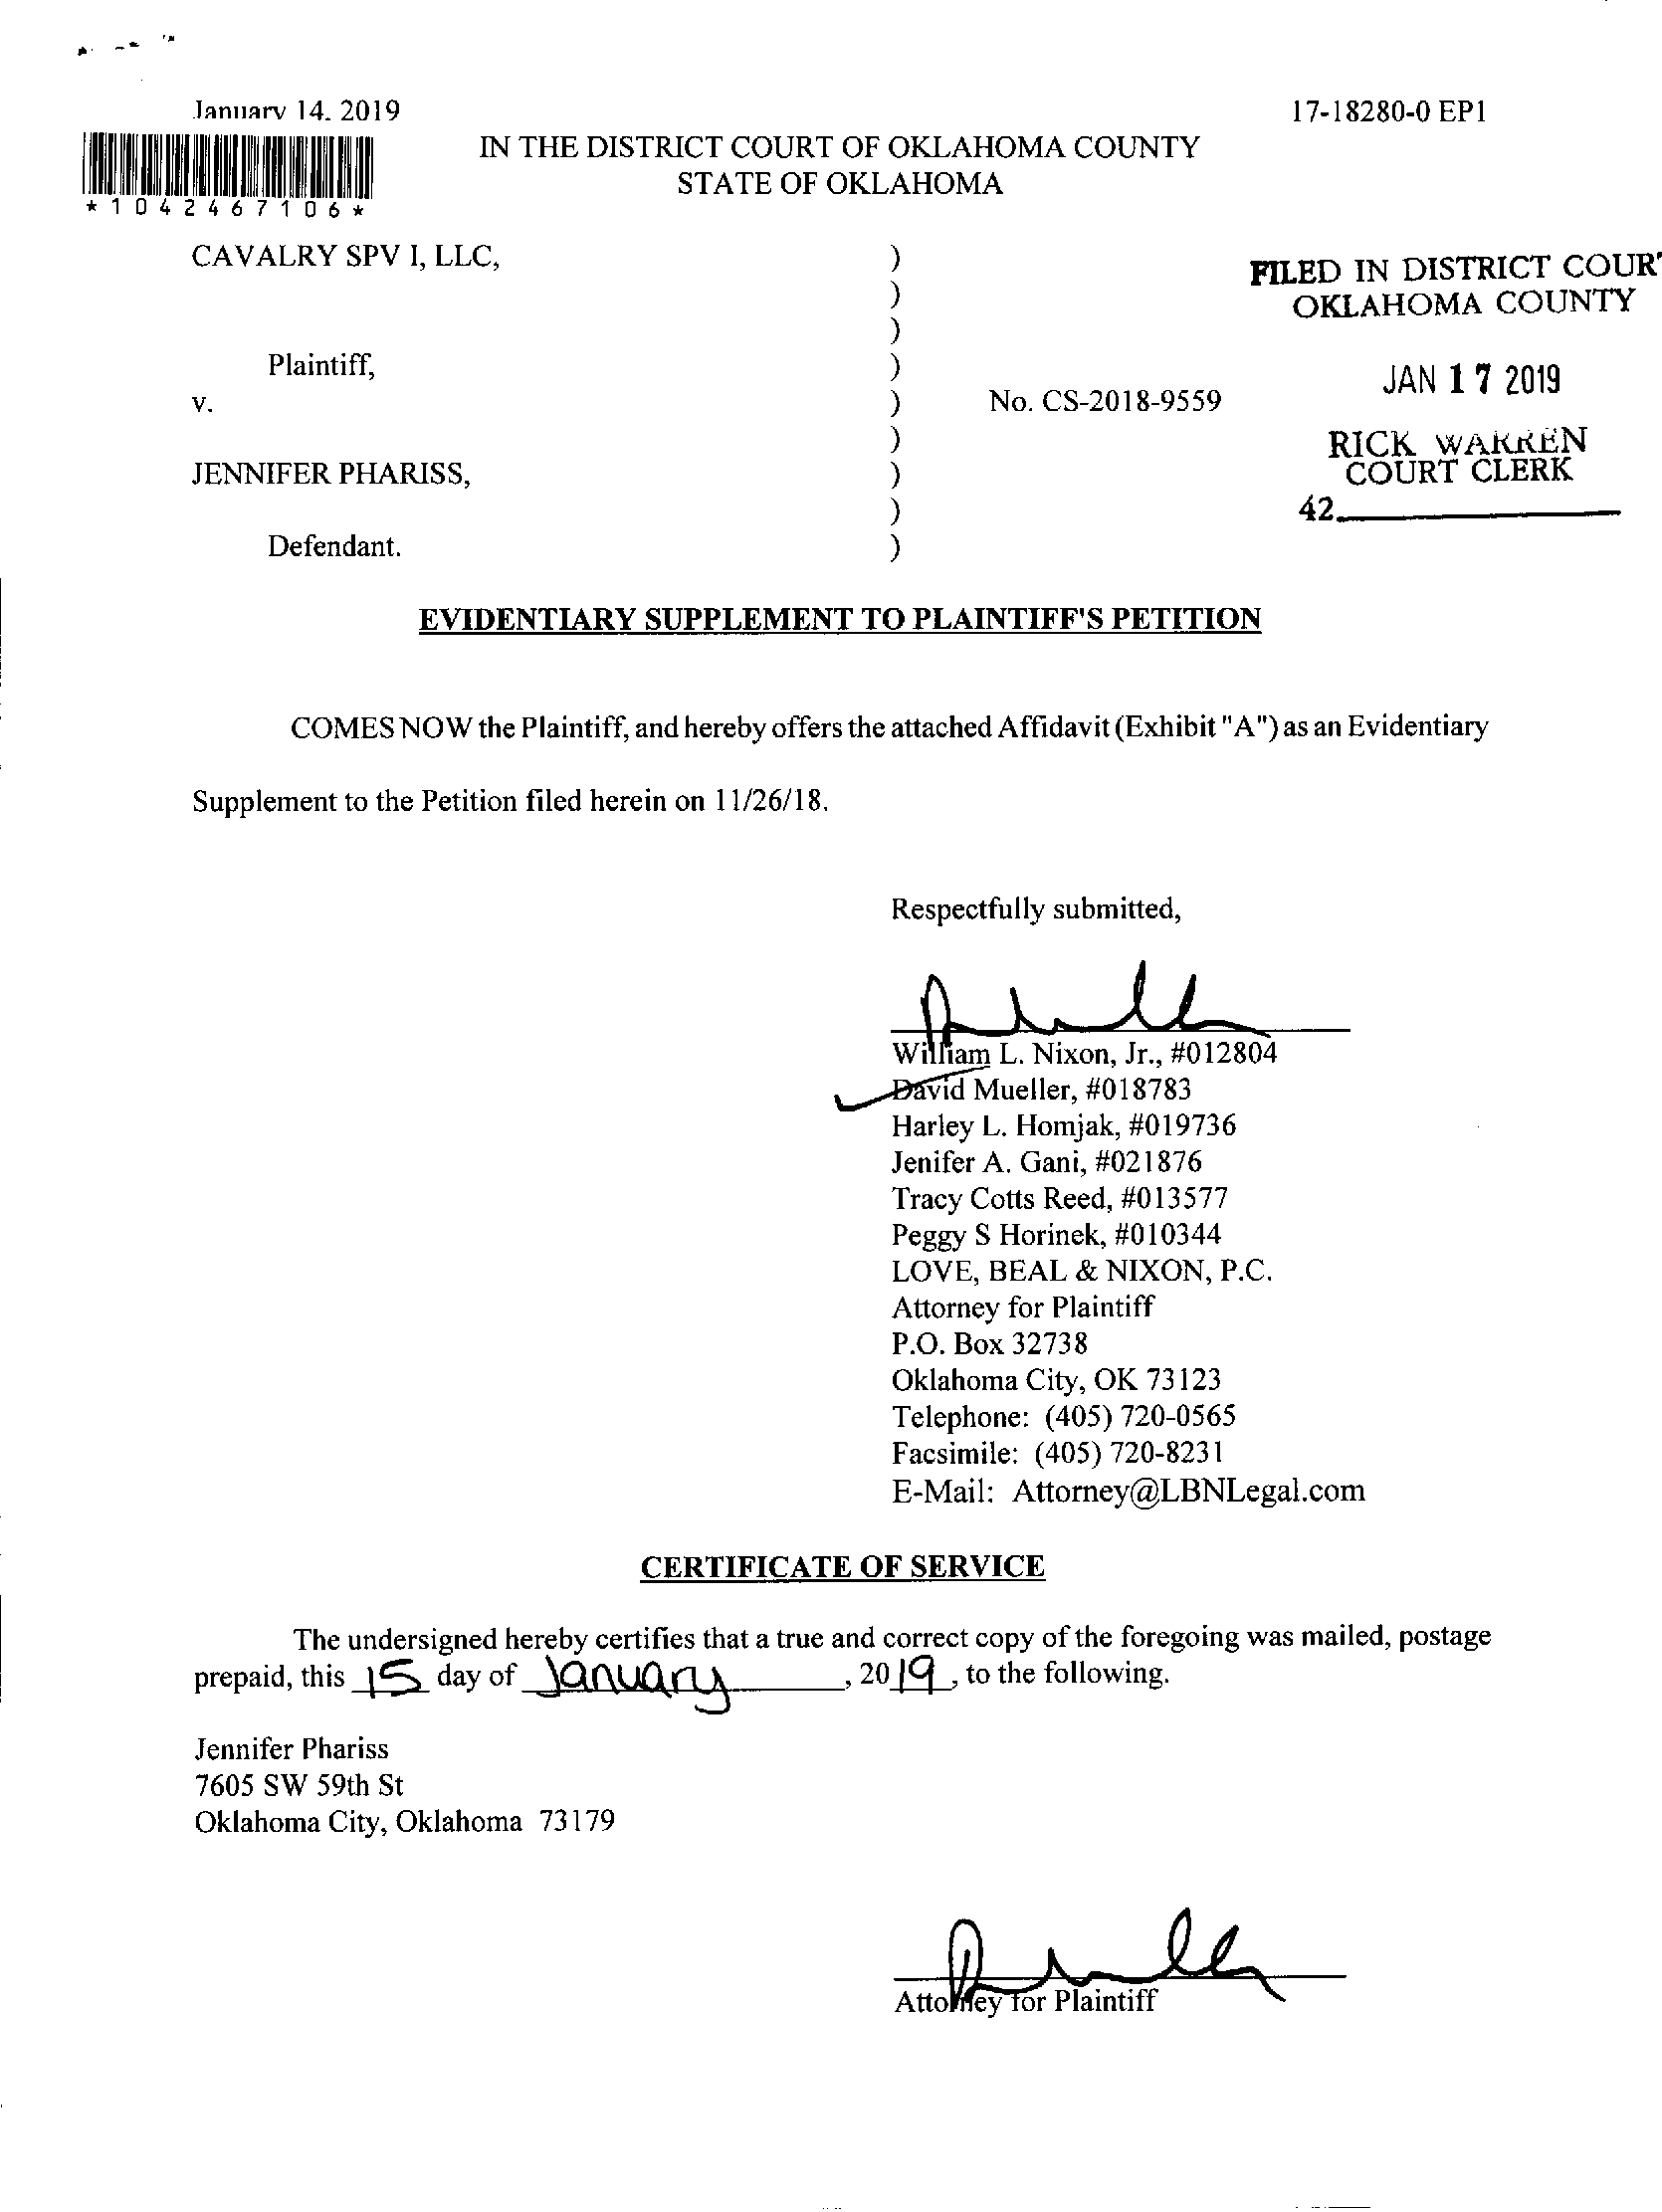 January 14, 2019 17-18280-0 EP1
IN THE DISTRICT COURT OF OKLAHOMA COUNTY
STATE OF OKLAHOMA
*1042467106*
CAVALRY SPV I, LLC, )
)
)
Plaintiff, )
v. ) No. CS-2018-9559
)
JENNIFER PHARISS, )
)
Defendant. )
FILED IN DISTRICT COUR
OKLAHOMA COUNTY
JAN 17 2019
RICK WARREN
COURT CLERK
42
EVIDENTIARY SUPPLEMENT TO PLAINTIFF'S PETITION
COMES NOW the Plaintiff, and hereby offers the attached Affidavit (Exhibit "A") as an Evidentiary
Supplement to the Petition filed herein on 11/26/18.
Respectfully submitted,
William L. Nixon, Jr., #012804
David Mueller, #018783
Harley L. Homjak, #019736
Jenifer A. Gani, #021876
Tracy Cotts Reed, #013577
Peggy S Horinek, #010344
LOVE, BEAL & NIXON, P.C.
Attorney for Plaintiff
P.O. Box 32738
Oklahoma City, OK 73123
Telephone: (405) 720-0565
Facsimile: (405) 720-8231
E-Mail: Attorney@LBNLegal.com
CERTIFICATE OF SERVICE
The undersigned hereby certifies that a true and correct copy of the foregoing was mailed, postage
prepaid, this 15 day of January, 2019, to the following.
Jennifer Phariss
7605 SW 59th St
Oklahoma City, Oklahoma 73179
Attorney for Plaintiff